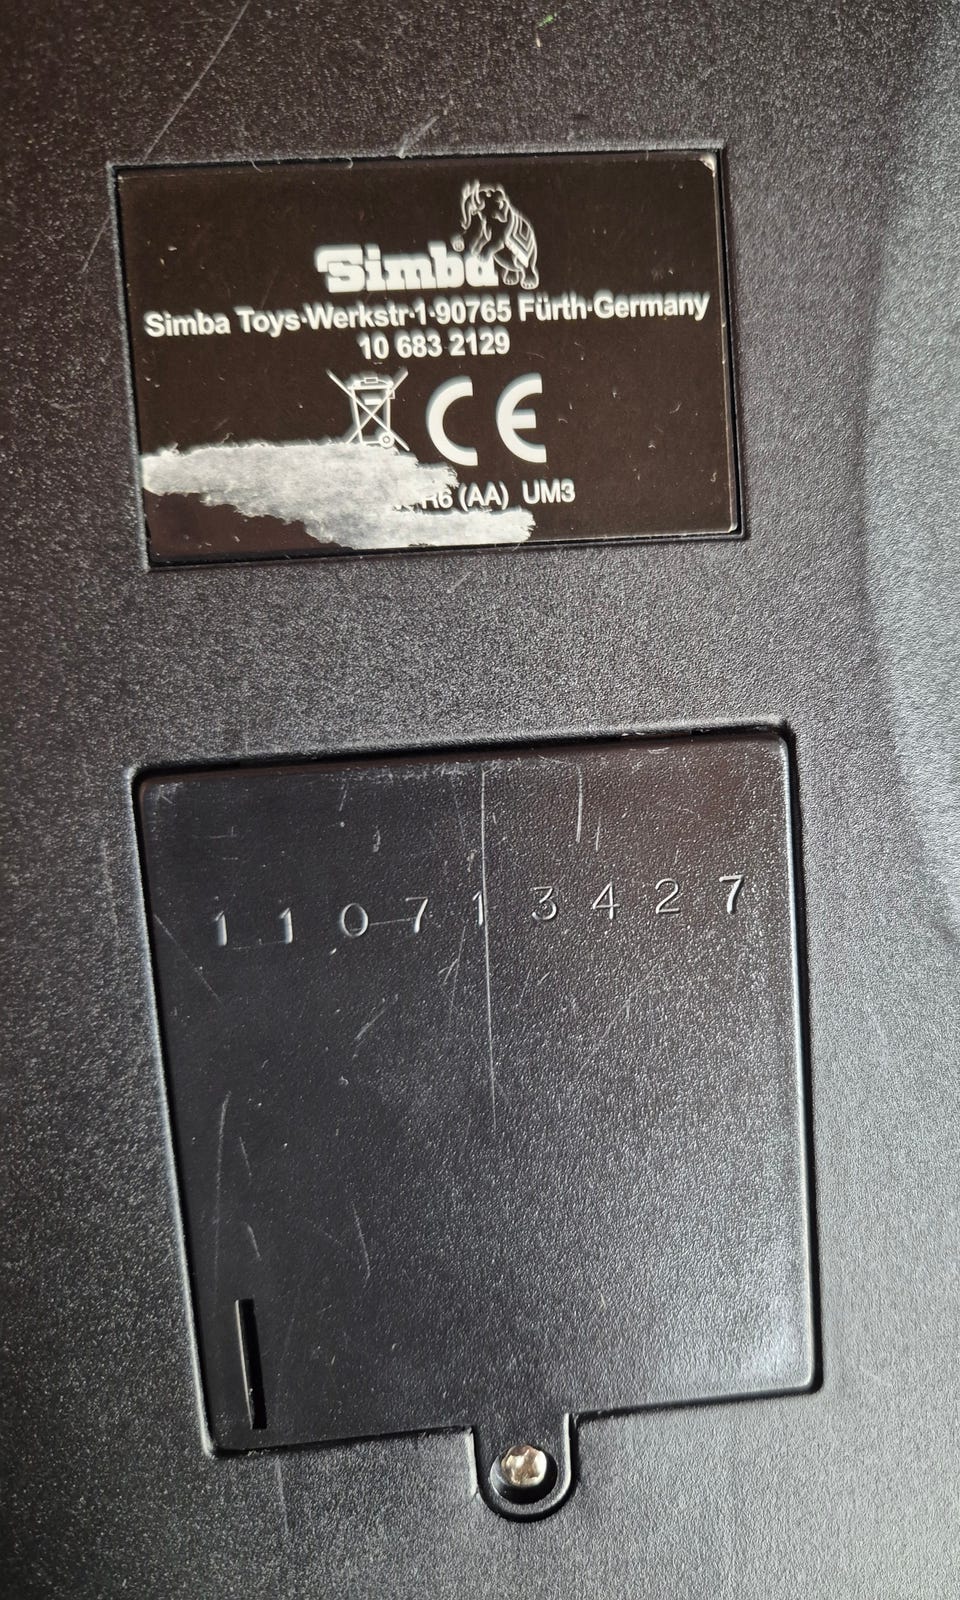 Simba
Simba Toys·Werkstr·1·90765 Fürth·Germany
10 683 2129
CE
R6 (AA) UM3
1 1 0 7 1 3 4 2 7